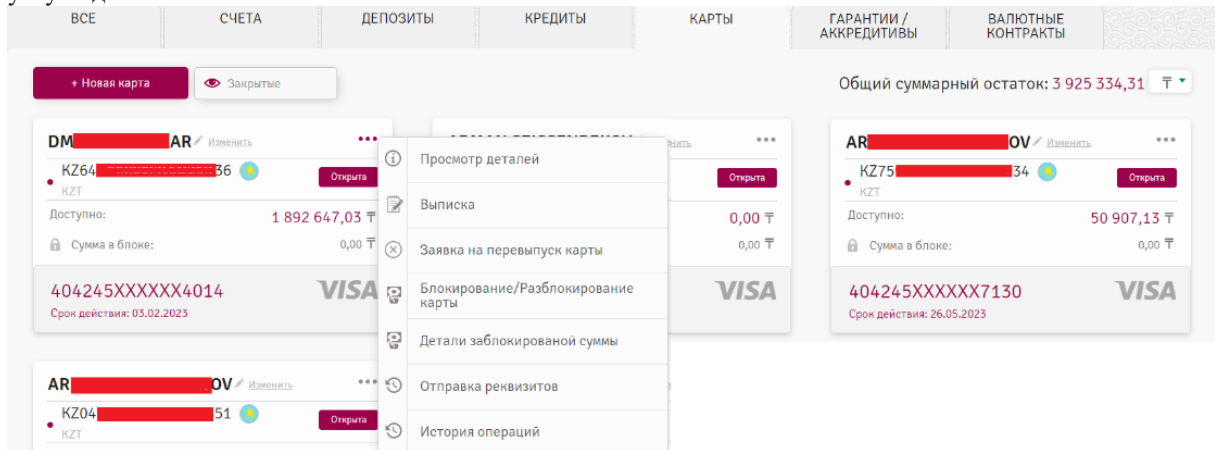 ВСЕ СЧЕТА ДЕПОЗИТЫ КРЕДИТЫ КАРТЫ ГАРАНТИИ / АККРЕДИТИВЫ ВАЛЮТНЫЕ КОНТРАКТЫ
+ Новая карта Закрытые Общий суммарный остаток: 3 925 334,31 ₸
DM AR Изменить
KZ64 36 Открыта
KZT
Доступно: 1 892 647,03 ₸
Сумма в блоке: 0,00 ₸
404245XXXXXX4014 VISA
Срок действия: 03.02.2023
Просмотр деталей
Выписка
Заявка на перевыпуск карты
Блокирование/Разблокирование
карты
Детали заблокированой суммы
Отправка реквизитов
История операций
Открыта
0,00 ₸
0,00 ₸
VISA
AR OV Изменить
KZ75 34 Открыта
KZT
Доступно: 50 907,13 ₸
Сумма в блоке: 0,00 ₸
404245XXXXXX7130 VISA
Срок действия: 26.05.2023
AR OV Изменить
KZ04 51 Открыта
KZT